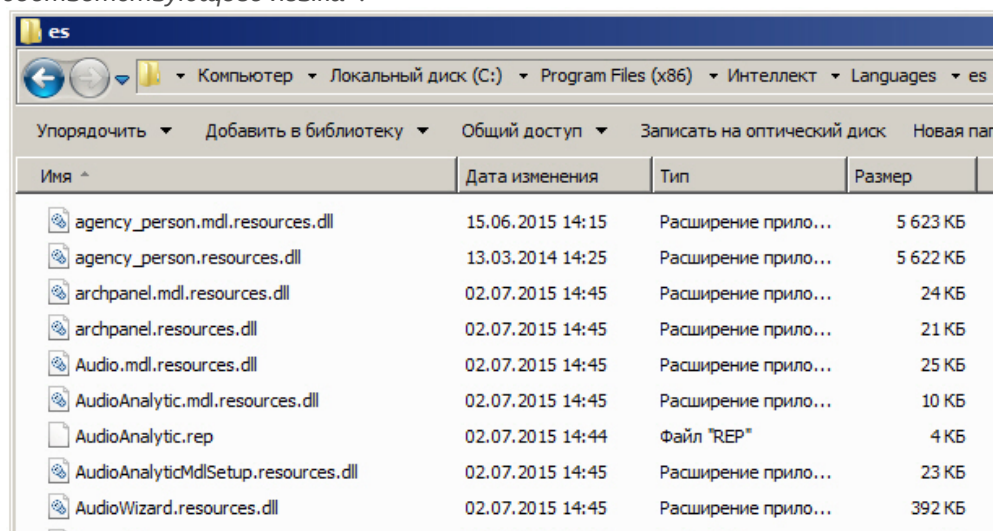 es
Компьютер Локальный диск (C:) Program Files (x86) Интеллект Languages es
Упорядочить Добавить в библиотеку Общий доступ Записать на оптический диск Новая
Имя Дата изменения Тип Размер
agency_person.mdl.resources.dll 15.06.2015 14:15 Расширение прило... 5 623 КБ
agency_person.resources.dll 13.03.2014 14:25 Расширение прило... 5 622 КБ
archpanel.mdl.resources.dll 02.07.2015 14:45 Расширение прило... 24 КБ
archpanel.resources.dll 02.07.2015 14:45 Расширение прило... 21 КБ
Audio.mdl.resources.dll 02.07.2015 14:45 Расширение прило... 25 КБ
AudioAnalytic.mdl.resources.dll 02.07.2015 14:45 Расширение прило... 10 КБ
AudioAnalytic.rep 02.07.2015 14:44 Файл "REP" 4 КБ
AudioAnalyticMdlSetup.resources.dll 02.07.2015 14:45 Расширение прило... 23 КБ
AudioWizard.resources.dll 02.07.2015 14:45 Расширение прило... 392 КБ